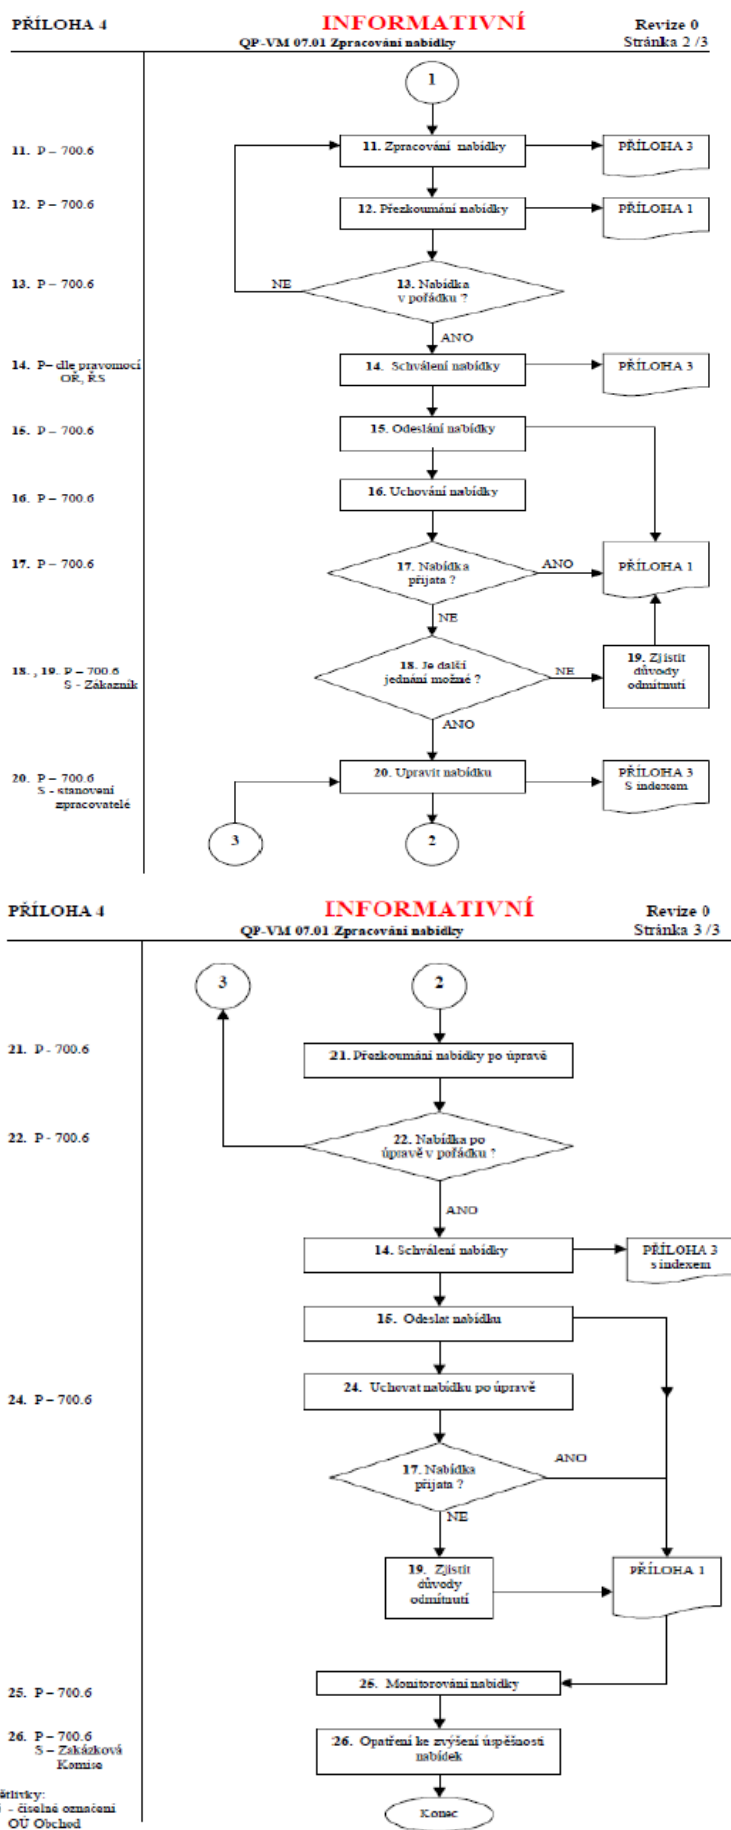 PŘÍLOHA 4
INFORMATIVNÍ
Revize 0
QP-VM 07.01 Zpracování nabídky
Stránka 2 /3
1
11. P – 700.6
11. Zpracování nabídky
PŘÍLOHA 3
12. P – 700.6
12. Přezkoumání nabídky
PŘÍLOHA 1
13. P – 700.6
NE
13. Nabídka
v pořádku ?
ANO
14. P– dle pravomocí
OŘ, ŘS
14. Schválení nabídky
PŘÍLOHA 3
15. P – 700.6
15. Odeslání nabídky
16. P – 700.6
16. Uchování nabídky
17. P – 700.6
17. Nabídka
přijata ?
ANO
PŘÍLOHA 1
NE
18. , 19. P – 700.6
S - Zákazník
18. Je další
jednání možné ?
NE
19. Zjistit
důvody
odmítnutí
ANO
20. P – 700.6
S - stanovení
zpracovatelé
20. Upravit nabídku
PŘÍLOHA 3
S indexem
3
2
PŘÍLOHA 4
INFORMATIVNÍ
Revize 0
QP-VM 07.01 Zpracování nabídky
Stránka 3 /3
3
2
21. P - 700.6
21. Přezkoumání nabídky po úpravě
22. P - 700.6
22. Nabídka po
úpravě v pořádku ?
ANO
14. Schválení nabídky
PŘÍLOHA 3
s indexem
15. Odeslat nabídku
24. P – 700.6
24. Uchovat nabídku po úpravě
17. Nabídka
přijata ?
ANO
NE
19. Zjistit
důvody
odmítnutí
PŘÍLOHA 1
25. P – 700.6
25. Monitorování nabídky
26. P – 700.6
S – Zakázková
Komise
26. Opatření ke zvýšení úspěšnosti
nabídek
ětlivky:
- číselné označení
OÚ Obchod
Konec